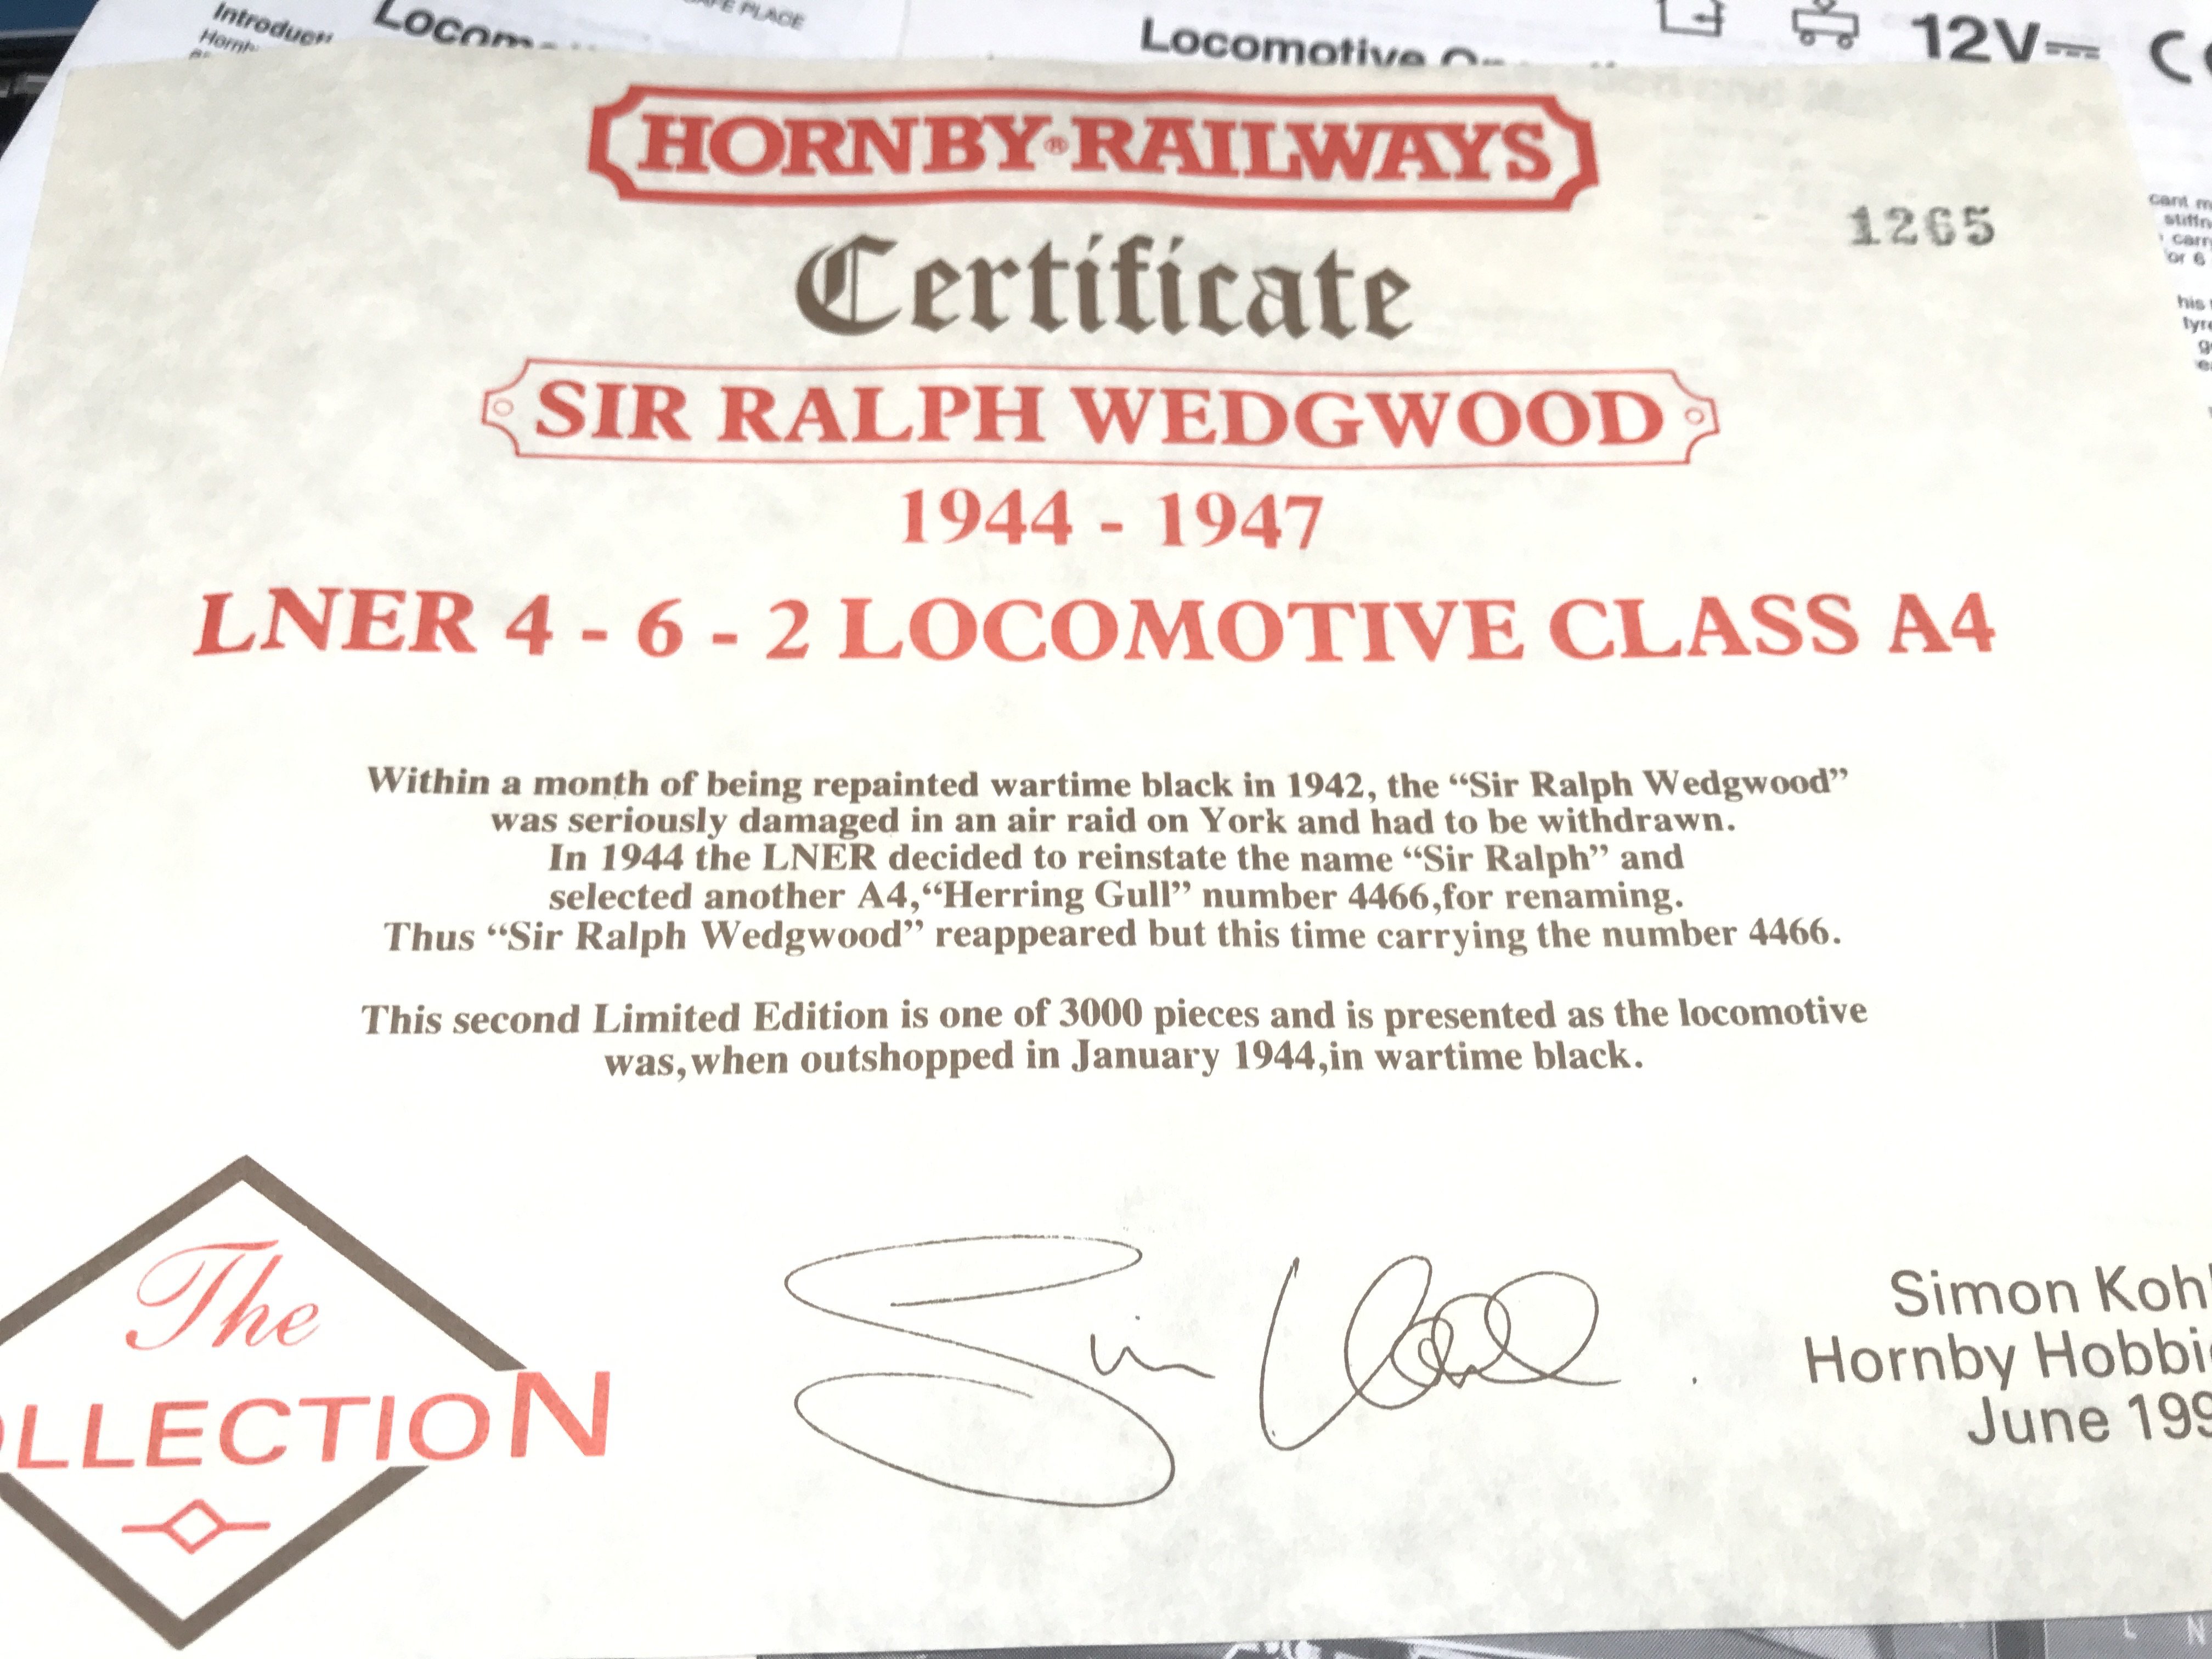 Locomotive
12V
HORNBY® RAILWAYS
1265
Certificate
SIR RALPH WEDGWOOD
1944 - 1947
LNER 4 - 6 - 2 LOCOMOTIVE CLASS A4
Within a month of being repainted wartime black in 1942, the “Sir Ralph Wedgwood”
was seriously damaged in an air raid on York and had to be withdrawn.
In 1944 the LNER decided to reinstate the name “Sir Ralph” and
selected another A4,“Herring Gull” number 4466,for renaming.
Thus “Sir Ralph Wedgwood” reappeared but this time carrying the number 4466.
This second Limited Edition is one of 3000 pieces and is presented as the locomotive
was,when outshopped in January 1944,in wartime black.
The
LLECTION
Simon Koh
Hornby Hobbi
June 199